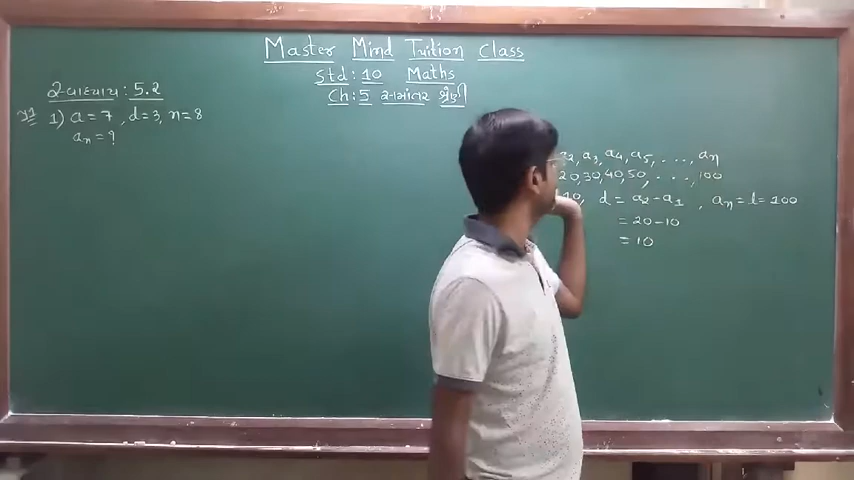 Master Mind Tuition Class
Std: 10 Maths
Ch: 5 સમાંતર શ્રેણી
સ્વાધ્યાય: 5.2
1) a = 7, d = 3, n = 8
aₙ = ?
a₂, a₃, a₄, a₅, ...., aₙ
20, 30, 40, 50, ...., 100
10, d = a₂ - a₁, aₙ = l = 100
= 20 - 10
= 10